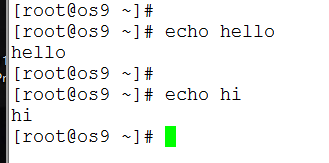 [root@os9 ~]#
[root@os9 ~]# echo hello
hello
[root@os9 ~]#
[root@os9 ~]# echo hi
hi
[root@os9 ~]#